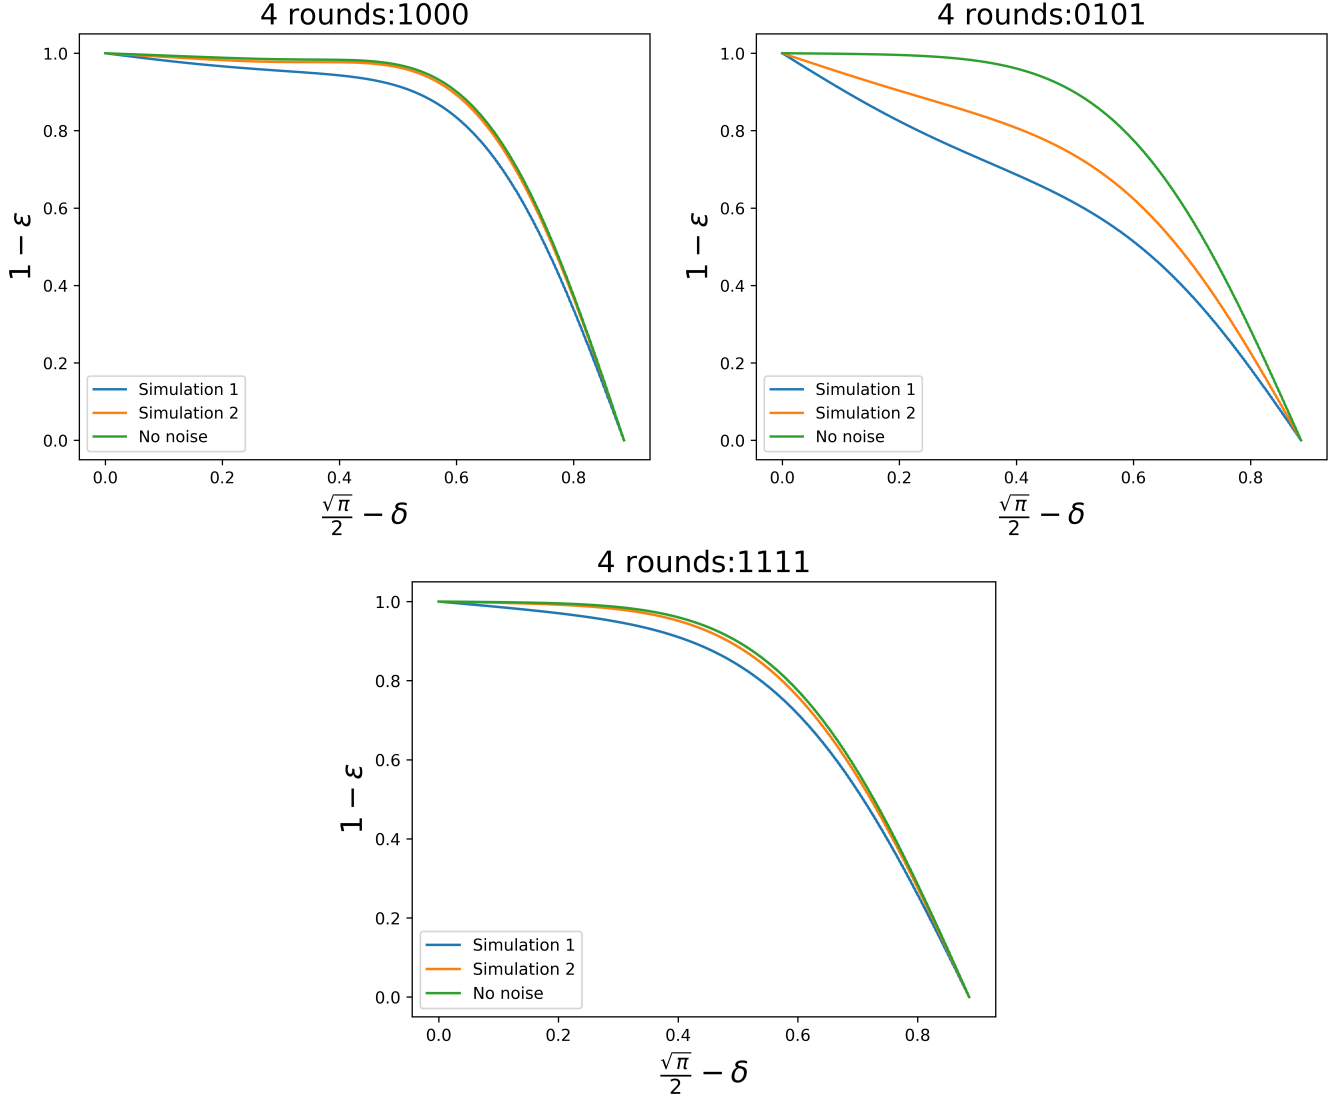 4 rounds:1000
1 − ε
1.0
0.8
0.6
0.4
0.2
0.0
Simulation 1
Simulation 2
No noise
0.0 0.2 0.4 0.6 0.8
√π/2 − δ
4 rounds:0101
1 − ε
1.0
0.8
0.6
0.4
0.2
0.0
Simulation 1
Simulation 2
No noise
0.0 0.2 0.4 0.6 0.8
√π/2 − δ
4 rounds:1111
1 − ε
1.0
0.8
0.6
0.4
0.2
0.0
Simulation 1
Simulation 2
No noise
0.0 0.2 0.4 0.6 0.8
√π/2 − δ